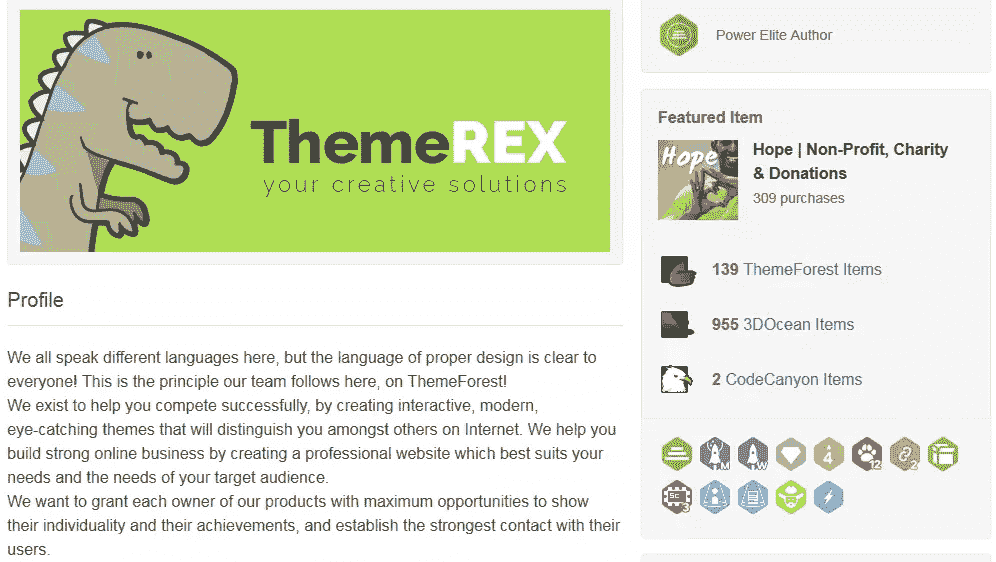 ThemeREX
your creative solutions
Profile
We all speak different languages here, but the language of proper design is clear to
everyone! This is the principle our team follows here, on ThemeForest!
We exist to help you compete successfully, by creating interactive, modern,
eye-catching themes that will distinguish you amongst others on Internet. We help you
build strong online business by creating a professional website which best suits your
needs and the needs of your target audience.
We want to grant each owner of our products with maximum opportunities to show
their individuality and their achievements, and establish the strongest contact with their
users.
Power Elite Author
Featured Item
Hope
Hope | Non-Profit, Charity
& Donations
309 purchases
139 ThemeForest Items
955 3DOcean Items
2 CodeCanyon Items
M
W
4
12
2
Sc
3